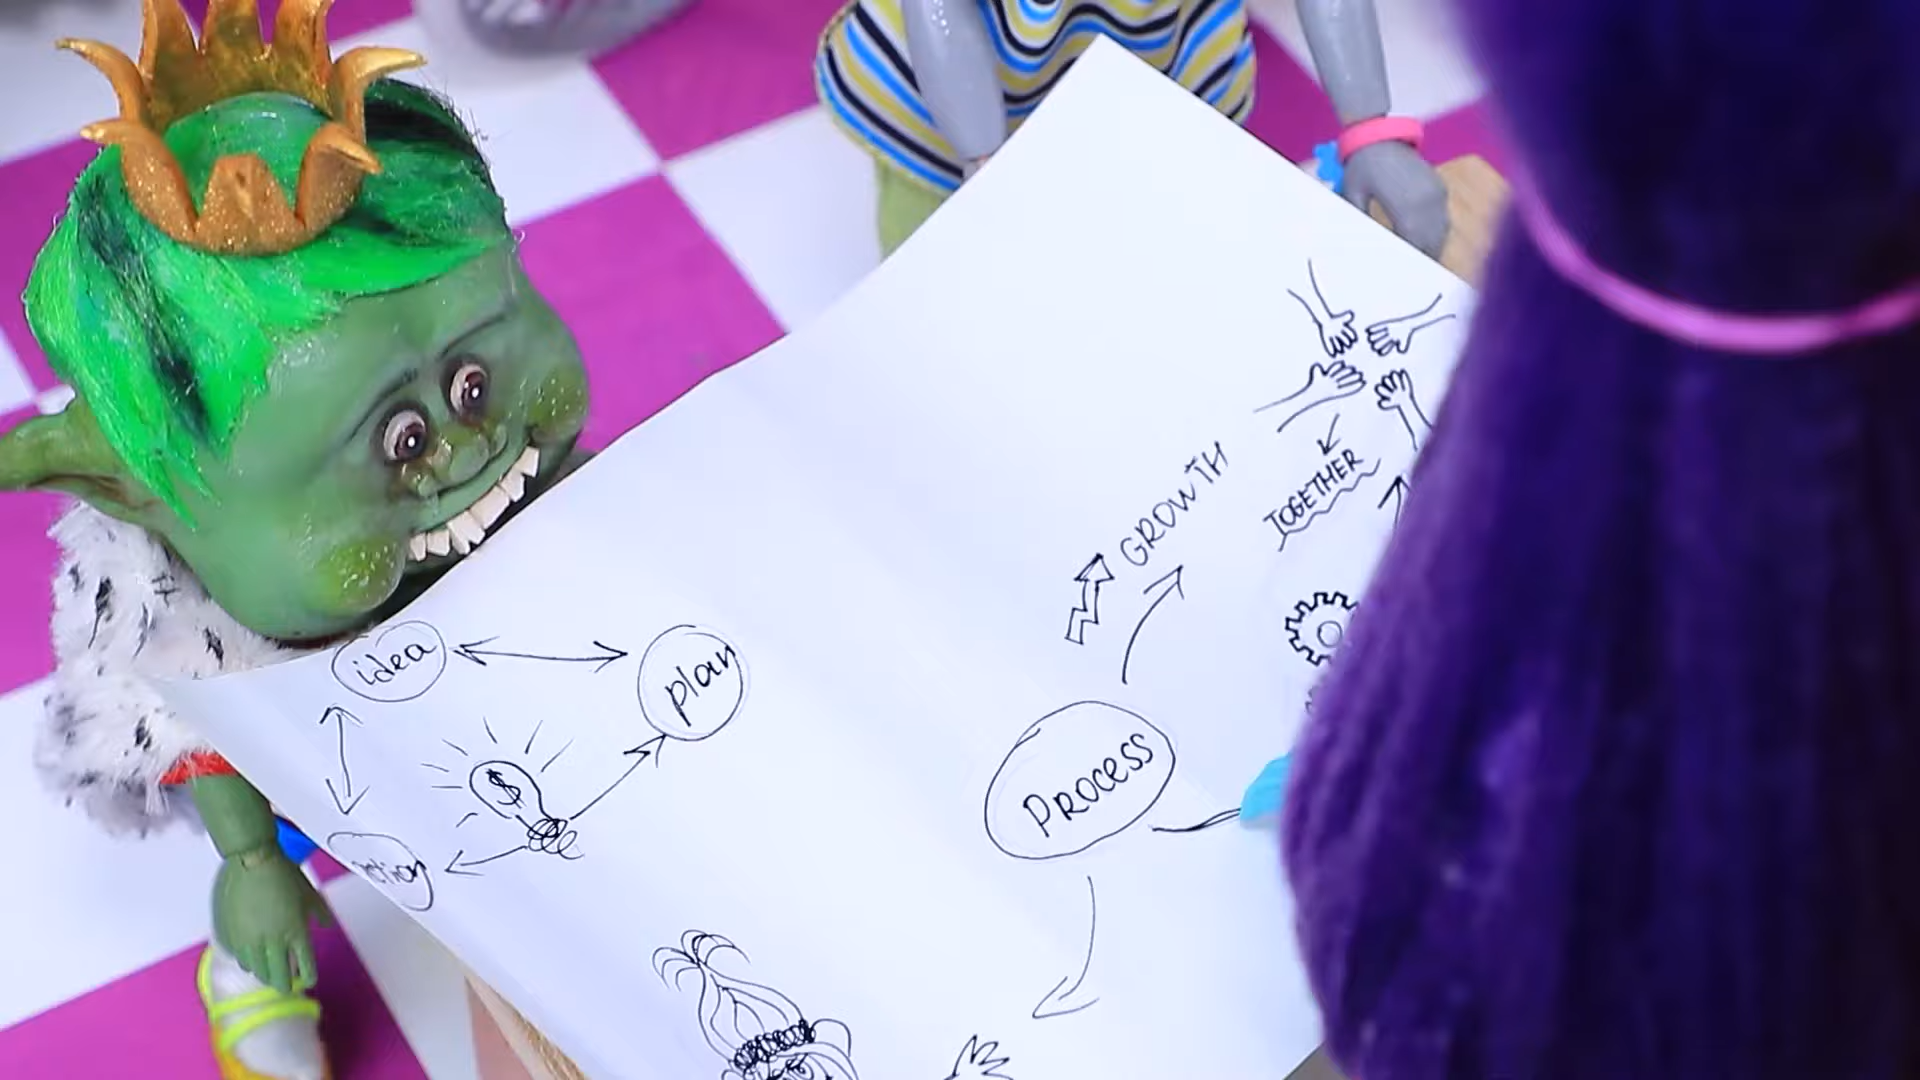 TOGETHER
GROWTH
idea
plan
$
Process